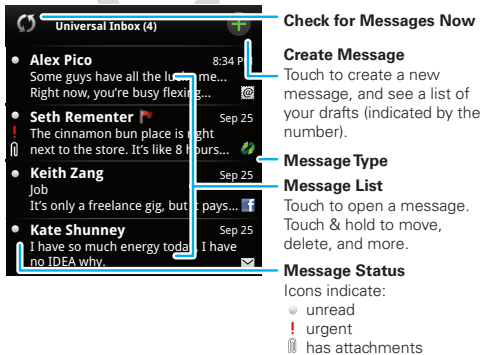 Universal Inbox (4)
Alex Pico 8:34 PM
Some guys have all the lucky me...
Right now, you're busy flexing...
Seth Rementer Sep 25
The cinnamon bun place is right
next to the store. It's like 8 hours...
Keith Zang Sep 25
Job
It's only a freelance gig, but it pays...
Kate Shunney Sep 25
I have so much energy today, I have
no IDEA why.
Check for Messages Now
Create Message
Touch to create a new
message, and see a list of
your drafts (indicated by the
number).
Message Type
Message List
Touch to open a message.
Touch & hold to move,
delete, and more.
Message Status
Icons indicate:
unread
urgent
has attachments